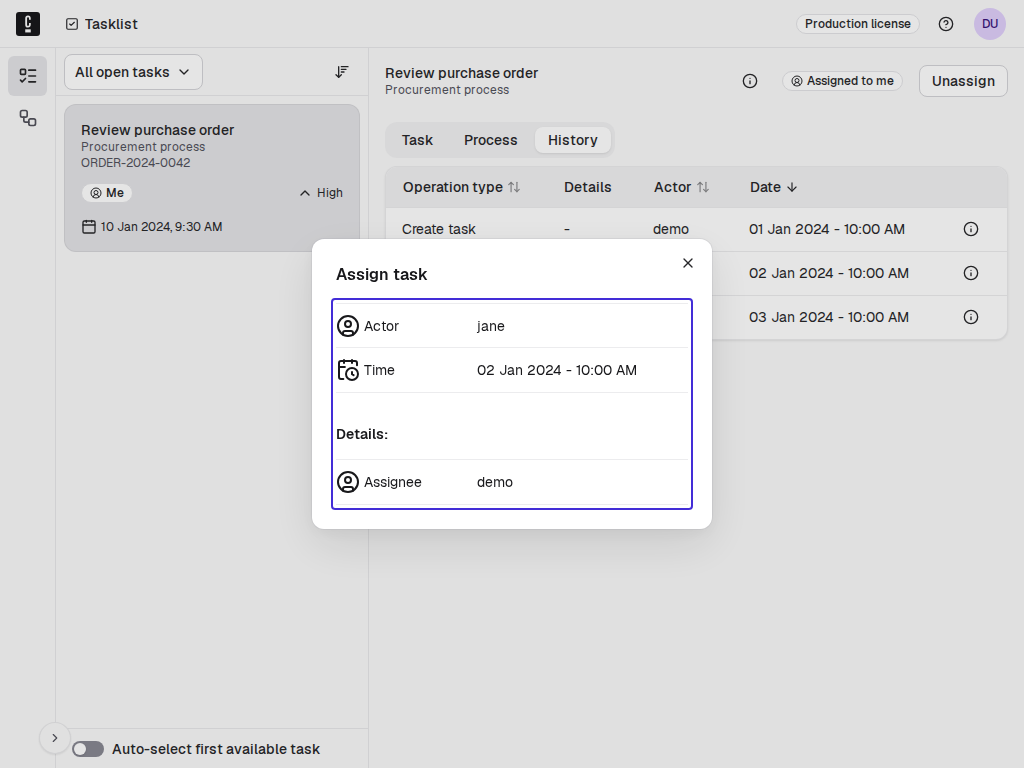 Tasklist
Production license
DU
All open tasks
Review purchase order
Procurement process
ORDER-2024-0042
Me
High
10 Jan 2024, 9:30 AM
Auto-select first available task
Review purchase order
Procurement process
Assigned to me
Unassign
Task Process History
Operation type Details Actor Date
Create task - demo 01 Jan 2024 - 10:00 AM
02 Jan 2024 - 10:00 AM
03 Jan 2024 - 10:00 AM
Assign task
Actor jane
Time 02 Jan 2024 - 10:00 AM
Details:
Assignee demo